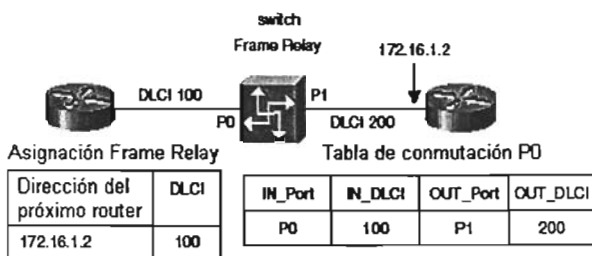 switch
Frame Relay
172.16.1.2
DLCI 100
P1
P0
DLCI 200
Asignación Frame Relay
Tabla de conmutación P0
Dirección del próximo router
DLCI
172.16.1.2
100
IN_Port
IN_DLCI
OUT_Port
OUT_DLCI
P0
100
P1
200